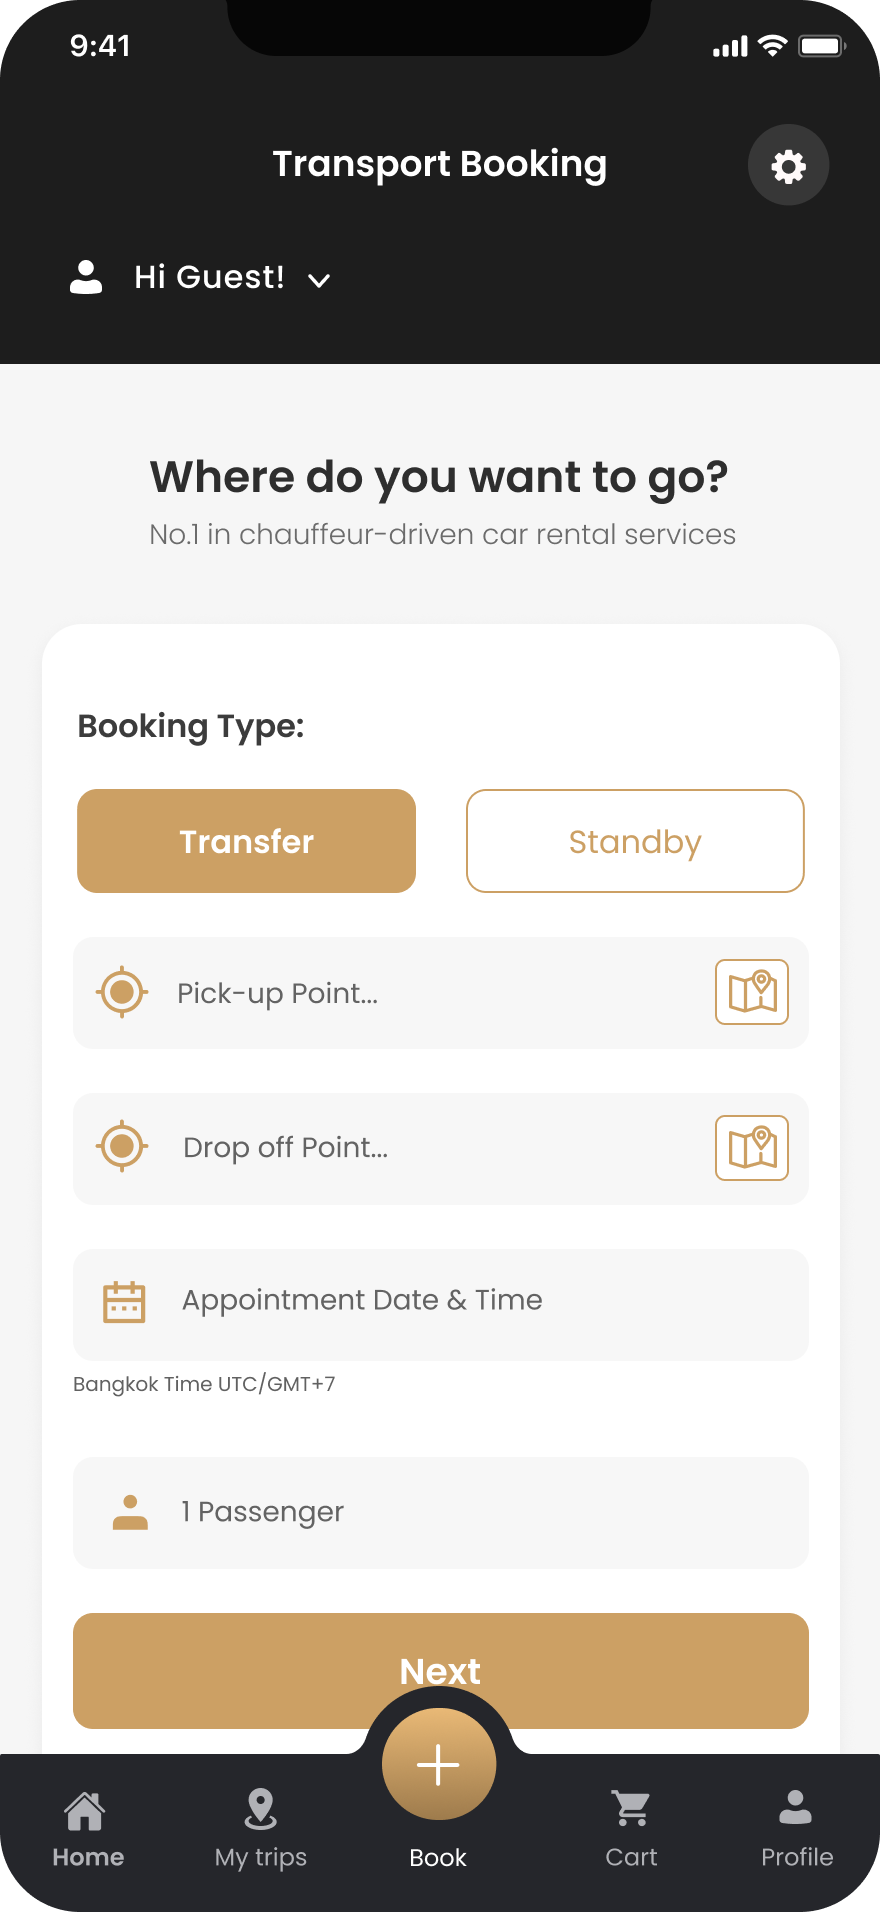 9:41
Transport Booking
Hi Guest!
Where do you want to go?
No.1 in chauffeur-driven car rental services
Booking Type:
Transfer
Standby
Pick-up Point...
Drop off Point...
Appointment Date & Time
Bangkok Time UTC/GMT+7
1 Passenger
Next
Home
My trips
Book
Cart
Profile